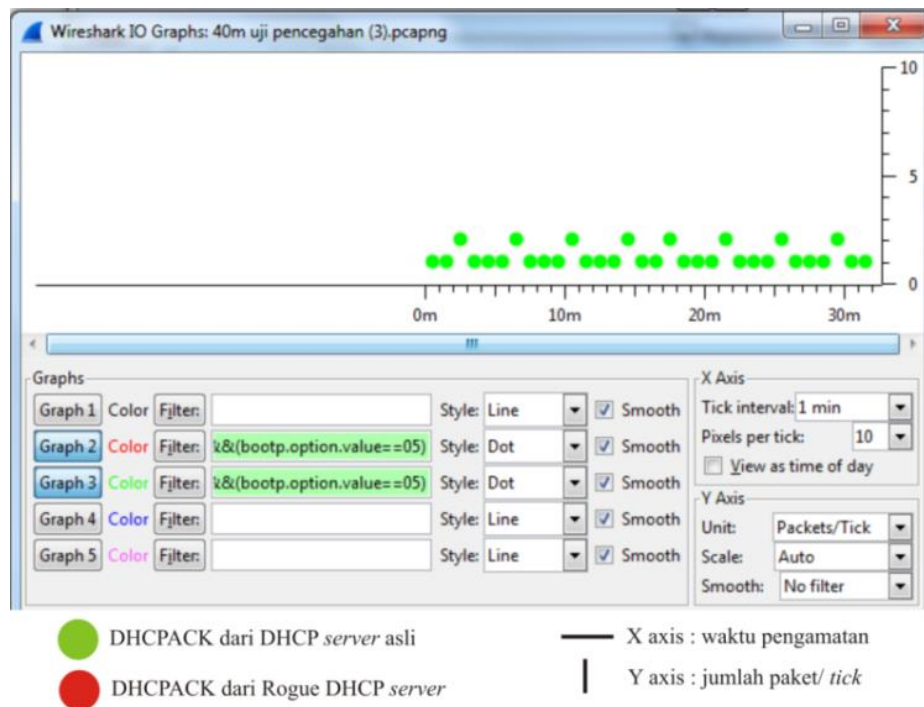 Wireshark IO Graphs: 40m uji pencegahan (3).pcapng
10
5
0
0m 10m 20m 30m
Graphs
Graph 1 Color Filter: Style: Line Smooth
Graph 2 Color Filter: &&(bootp.option.value==05) Style: Dot Smooth
Graph 3 Color Filter: &&(bootp.option.value==05) Style: Dot Smooth
Graph 4 Color Filter: Style: Line Smooth
Graph 5 Color Filter: Style: Line Smooth
X Axis
Tick interval: 1 min
Pixels per tick: 10
View as time of day
Y Axis
Unit: Packets/Tick
Scale: Auto
Smooth: No filter
DHCPACK dari DHCP server asli
DHCPACK dari Rogue DHCP server
X axis : waktu pengamatan
Y axis : jumlah paket/ tick